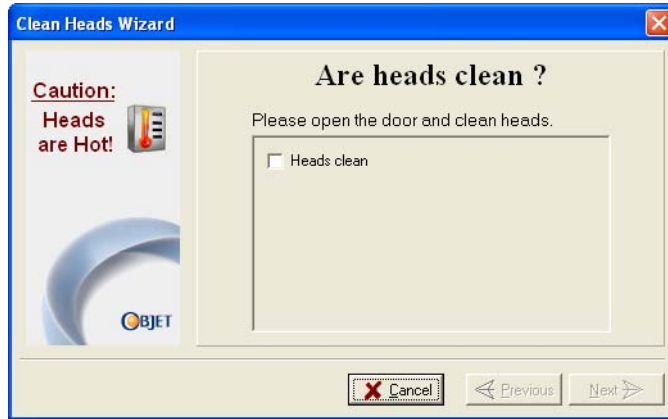 Clean Heads Wizard
Caution:
Heads
are Hot!
OBJET
Are heads clean ?
Please open the door and clean heads.
Heads clean
Cancel
Previous
Next